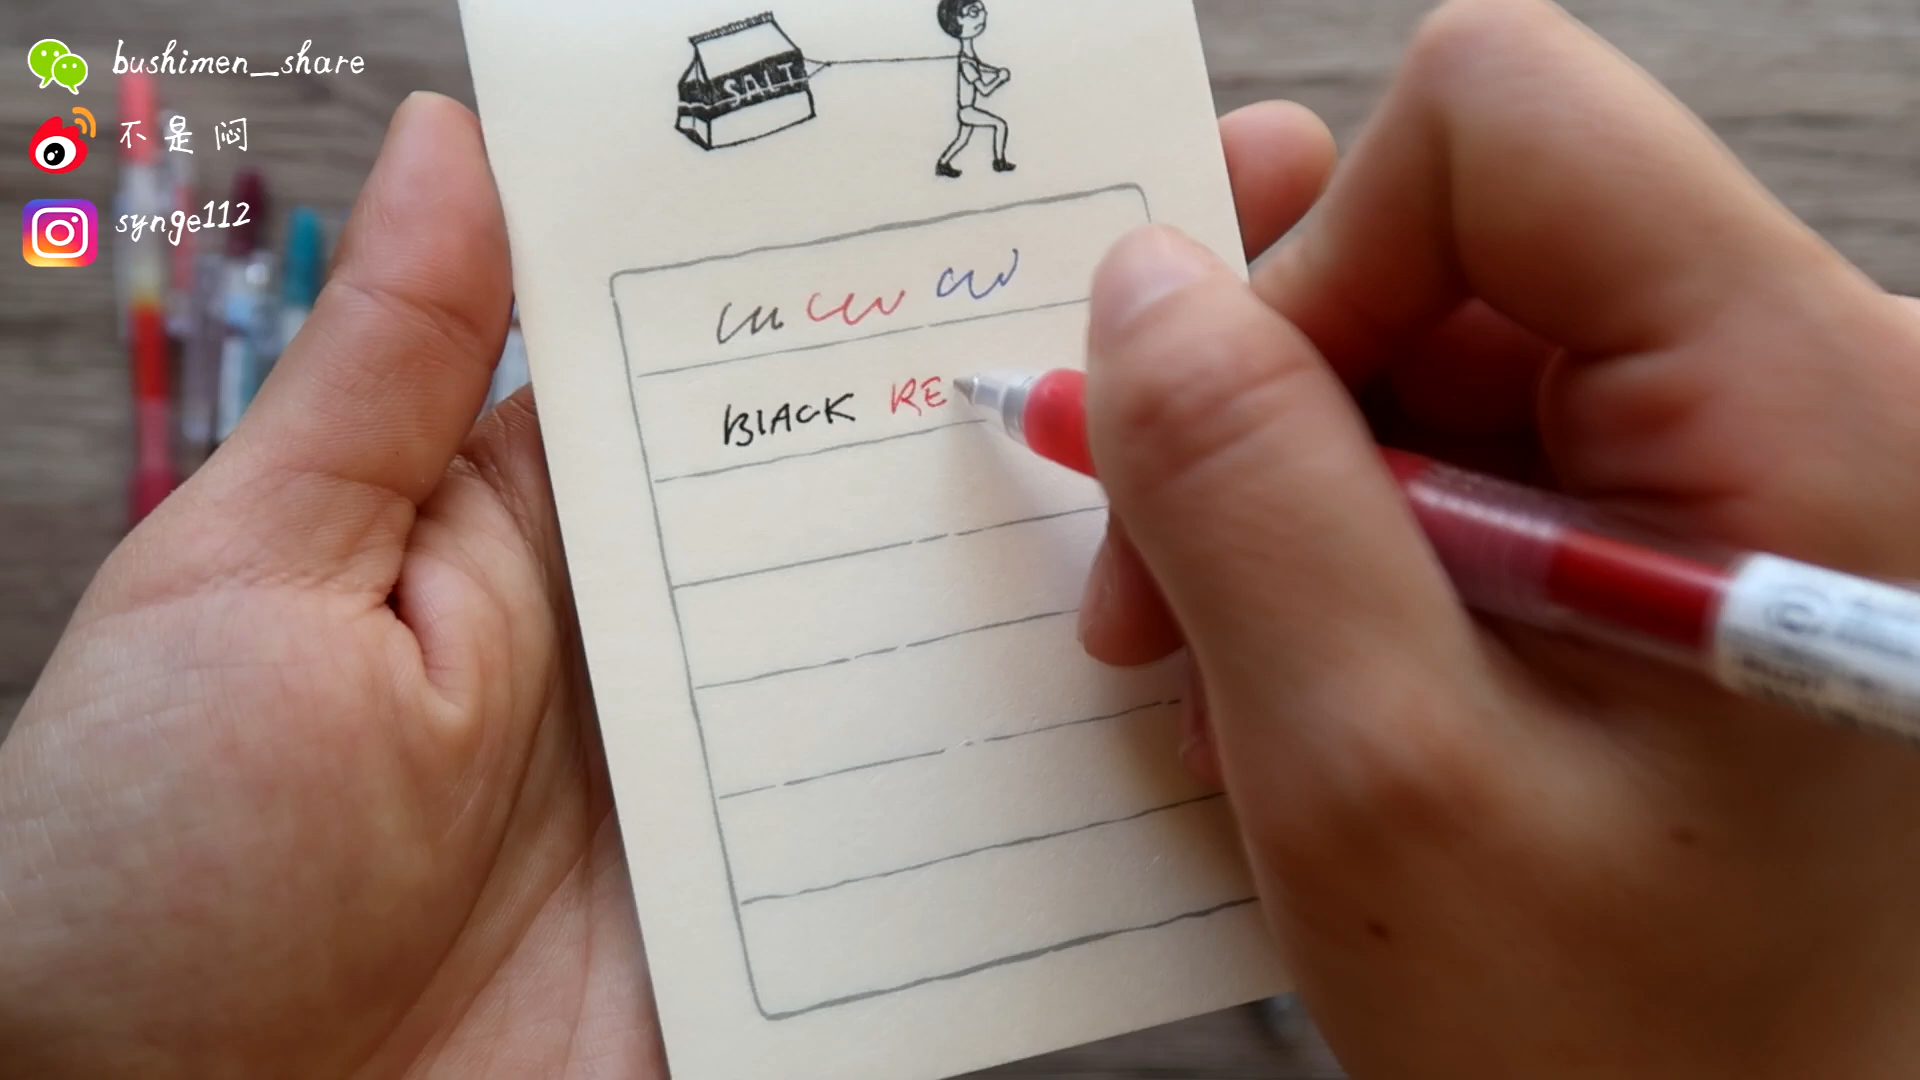 bushimen_share
不是闷
synge112
SALT
BLACK RE